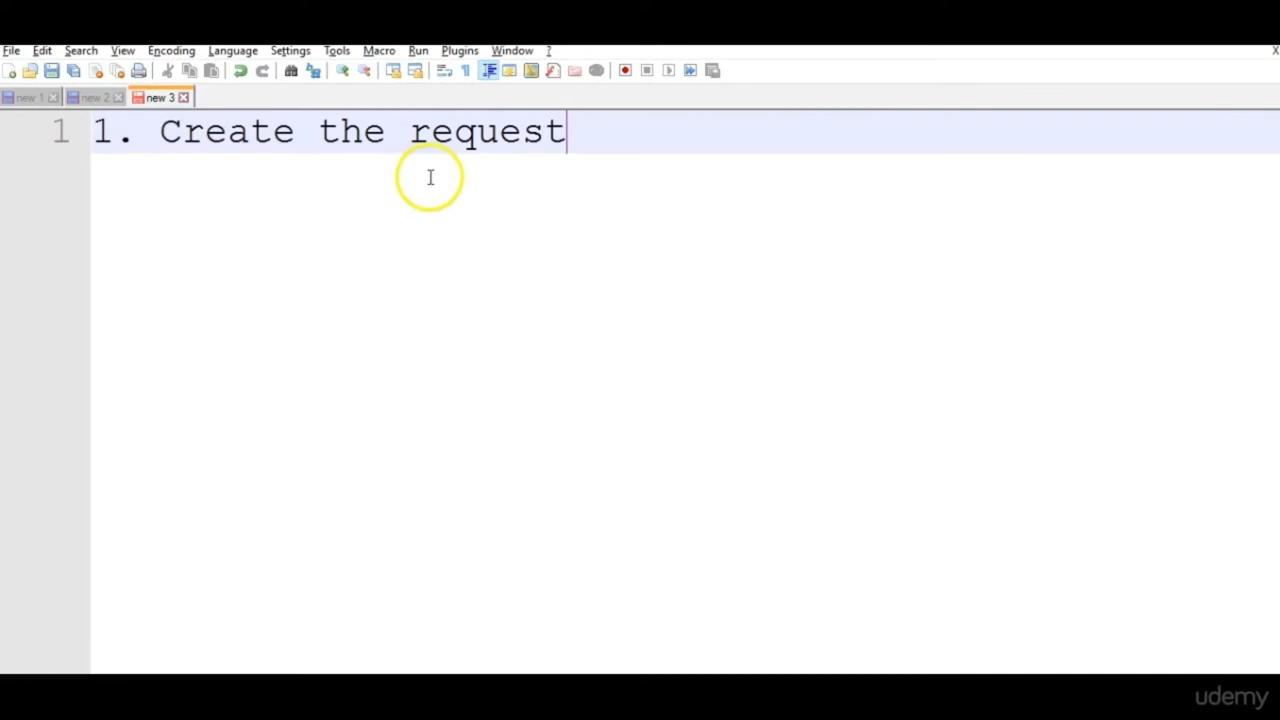 File Edit Search View Encoding Language Settings Tools Macro Run Plugins Window ? X
new 1 new 2 new 3
1 1. Create the request
udemy